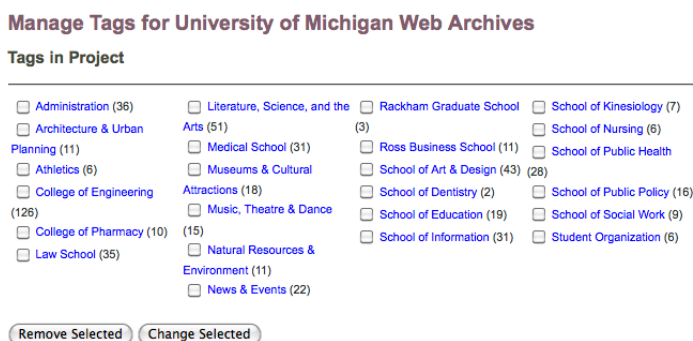 Manage Tags for University of Michigan Web Archives
Tags in Project
Administration (36)
Architecture & Urban
Planning (11)
Athletics (6)
College of Engineering
(126)
College of Pharmacy (10)
Law School (35)
Literature, Science, and the
Arts (51)
Medical School (31)
Museums & Cultural
Attractions (18)
Music, Theatre & Dance
(15)
Natural Resources &
Environment (11)
News & Events (22)
Rackham Graduate School
(3)
Ross Business School (11)
School of Art & Design (43)
School of Dentistry (2)
School of Education (19)
School of Information (31)
School of Kinesiology (7)
School of Nursing (6)
School of Public Health
(28)
School of Public Policy (16)
School of Social Work (9)
Student Organization (6)
Remove Selected
Change Selected